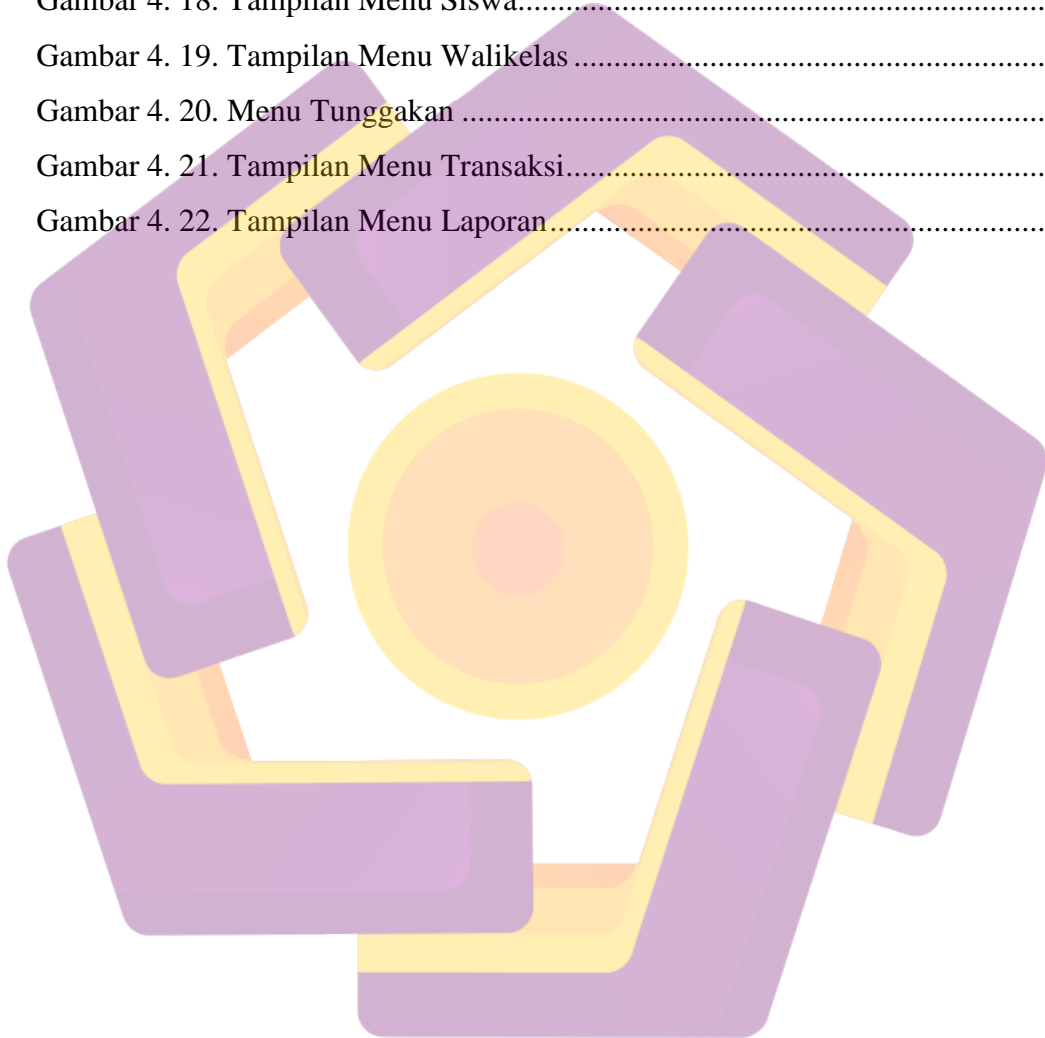 Gambar 4. 18. Tampilan Menu Siswa................................................................
Gambar 4. 19. Tampilan Menu Walikelas .........................................................
Gambar 4. 20. Menu Tunggakan .......................................................................
Gambar 4. 21. Tampilan Menu Transaksi..........................................................
Gambar 4. 22. Tampilan Menu Laporan............................................................